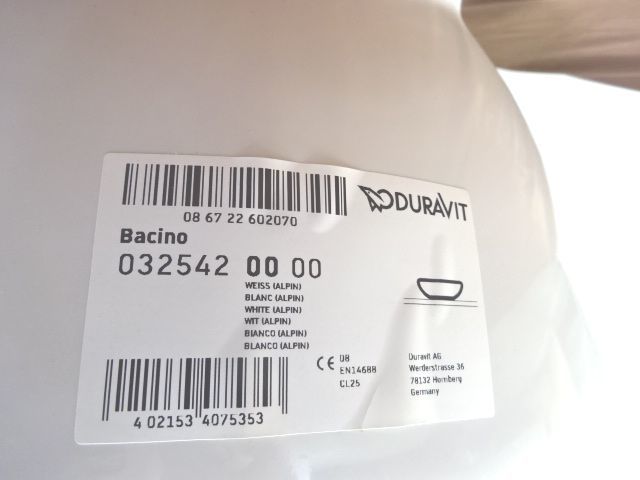 DURAVIT
08 67 22 602070
Bacino
032542 00 00
WEISS (ALPIN)
BLANC (ALPIN)
WHITE (ALPIN)
WIT (ALPIN)
BIANCO (ALPIN)
BLANCO (ALPIN)
CE 08
EN14688
CL25
Duravit AG
Werderstrasse 36
78132 Hornberg
Germany
4 02153 4075353